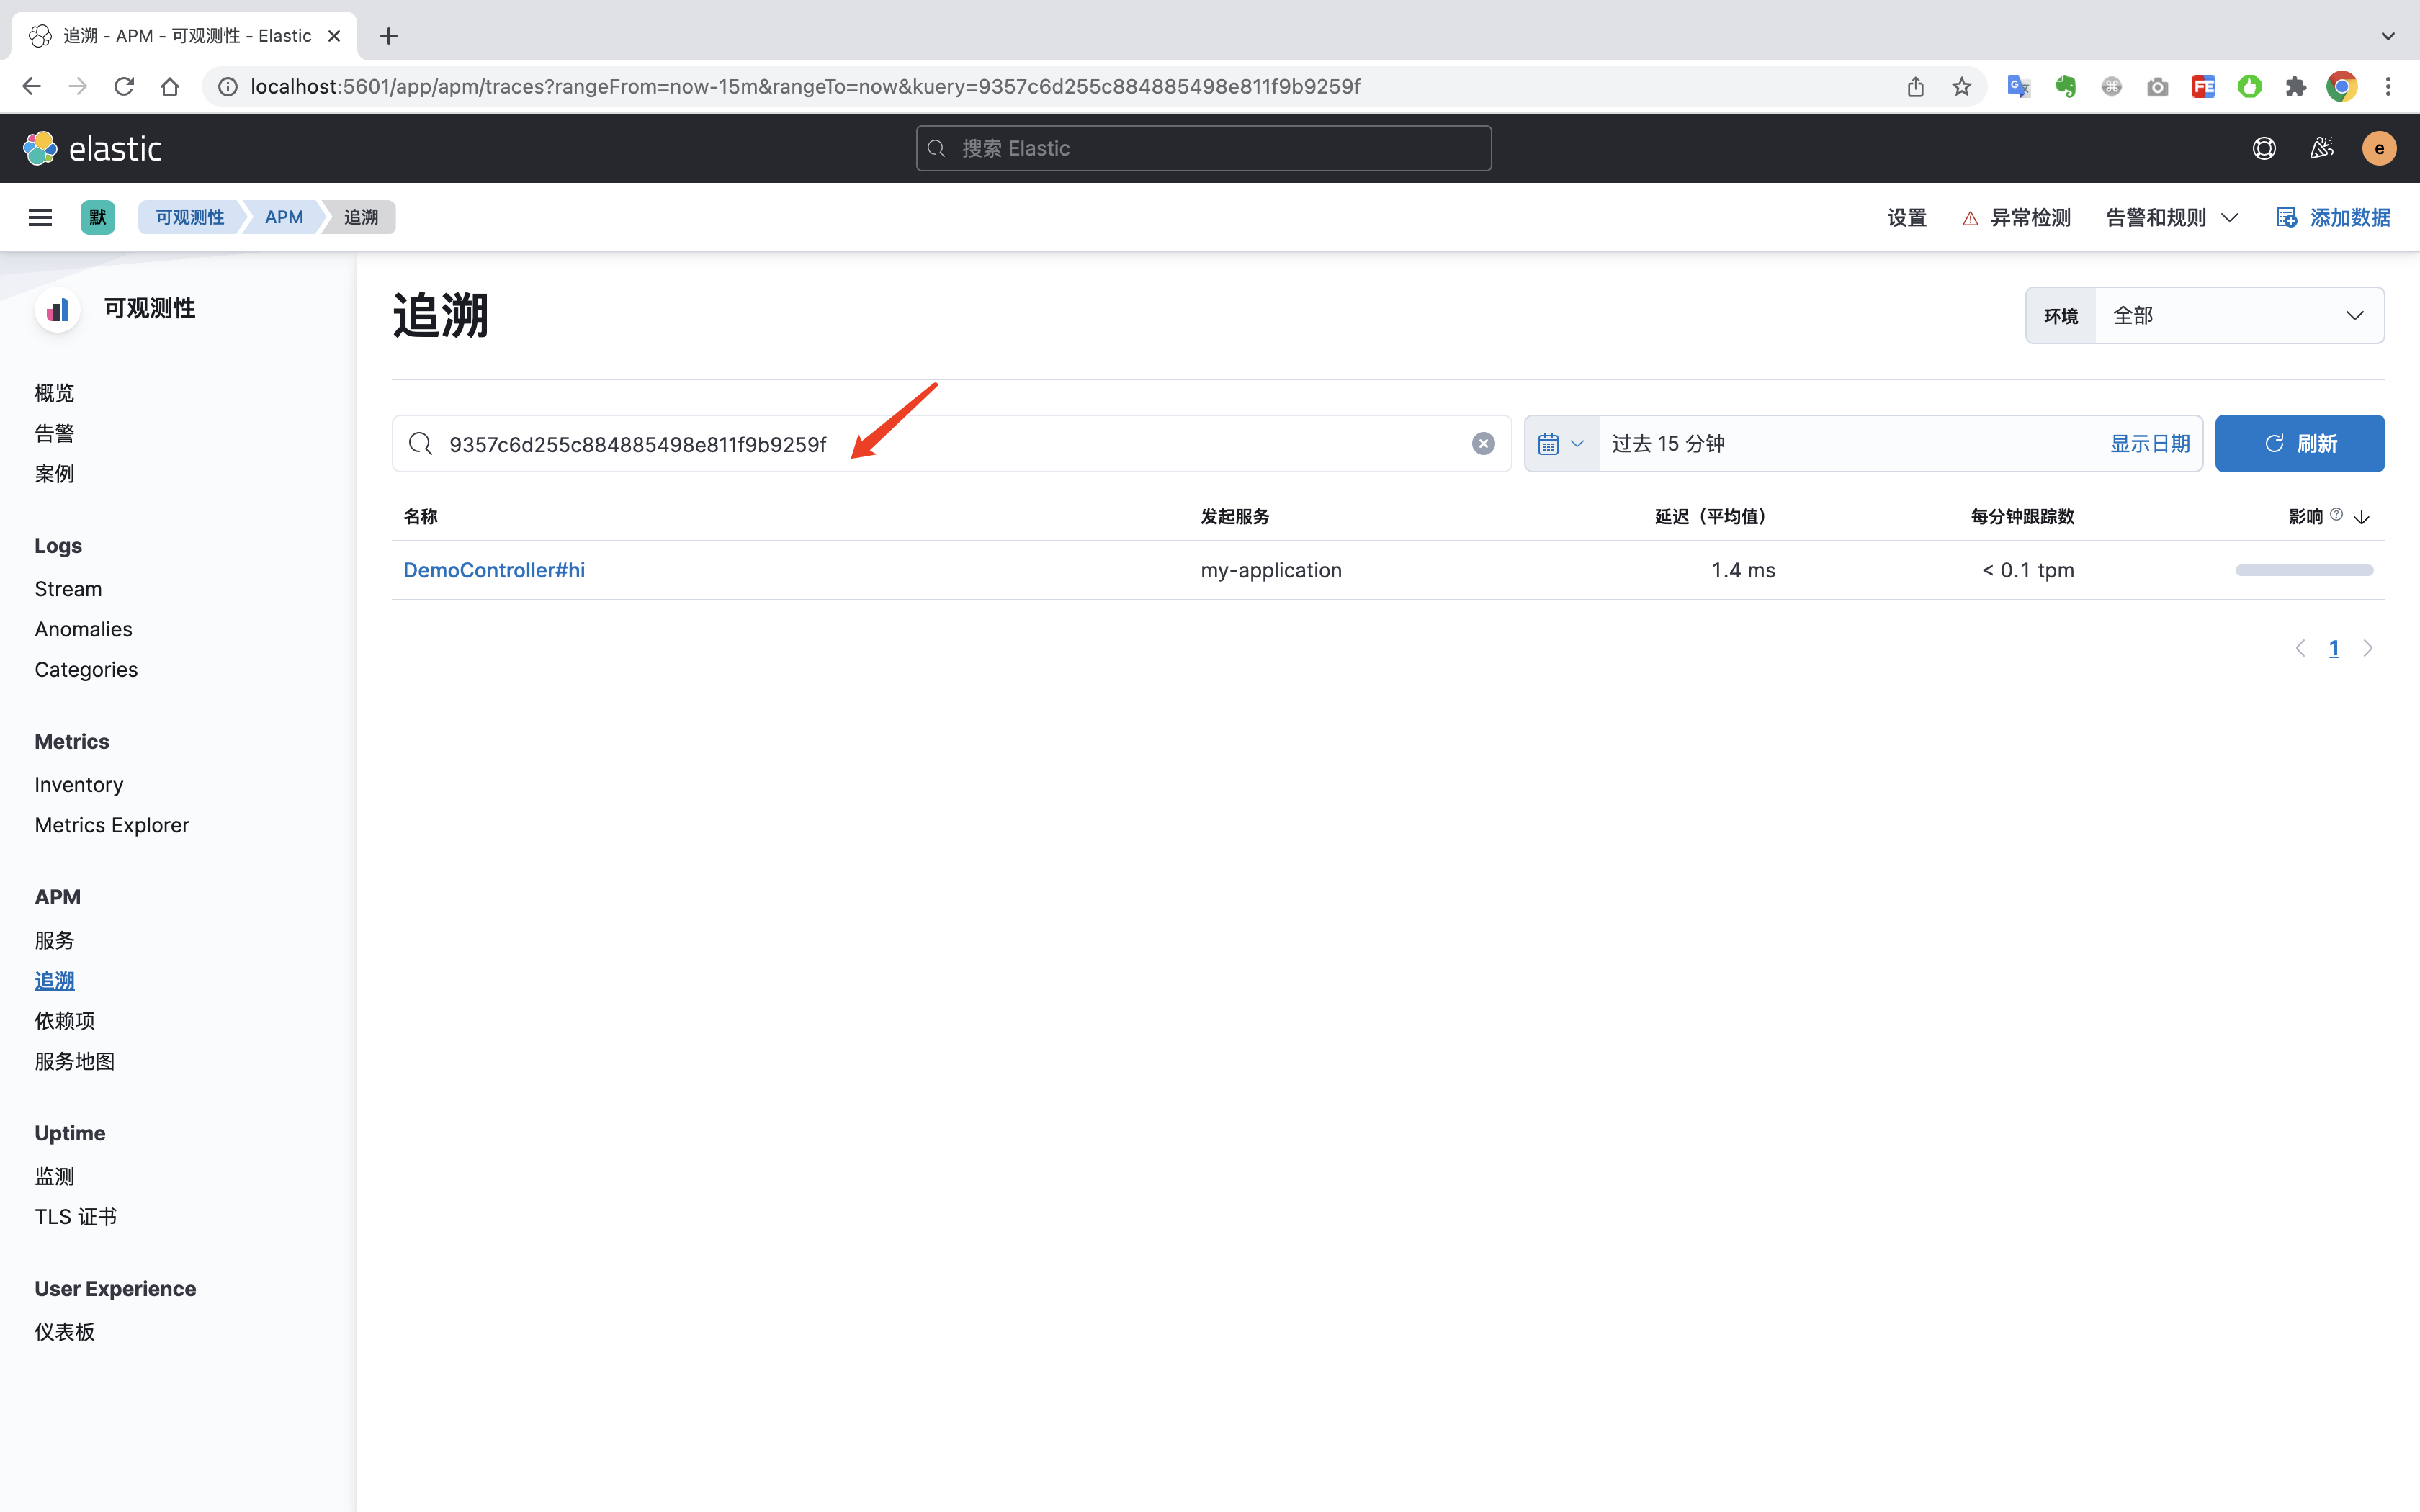 追溯 - APM - 可观测性 - Elastic
localhost:5601/app/apm/traces?rangeFrom=now-15m&rangeTo=now&kuery=9357c6d255c884885498e811f9b9259f
FE
elastic
搜索 Elastic
e
默
可观测性
APM
追溯
设置
异常检测
告警和规则
添加数据
可观测性
概览
告警
案例
Logs
Stream
Anomalies
Categories
Metrics
Inventory
Metrics Explorer
APM
服务
追溯
依赖项
服务地图
Uptime
监测
TLS 证书
User Experience
仪表板
追溯
环境
全部
9357c6d255c884885498e811f9b9259f
过去 15 分钟
显示日期
刷新
名称 发起服务 延迟（平均值） 每分钟跟踪数 影响
DemoController#hi my-application 1.4 ms < 0.1 tpm
1